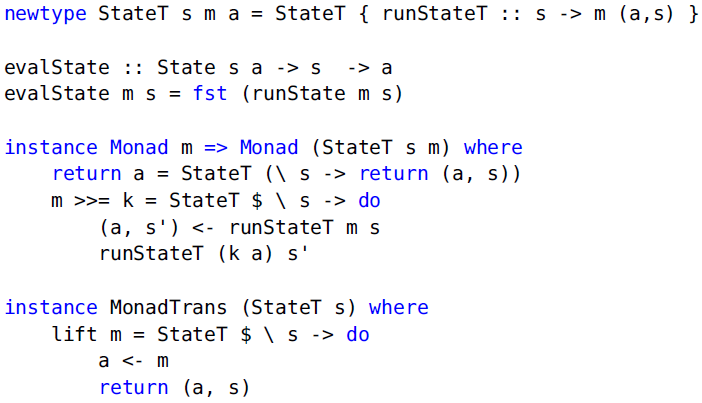 newtype StateT s m a = StateT { runStateT :: s -> m (a,s) }

evalState :: State s a -> s  -> a
evalState m s = fst (runState m s)

instance Monad m => Monad (StateT s m) where
    return a = StateT (\ s -> return (a, s))
    m >>= k = StateT $ \ s -> do
        (a, s') <- runStateT m s
        runStateT (k a) s'

instance MonadTrans (StateT s) where
    lift m = StateT $ \ s -> do
        a <- m
        return (a, s)